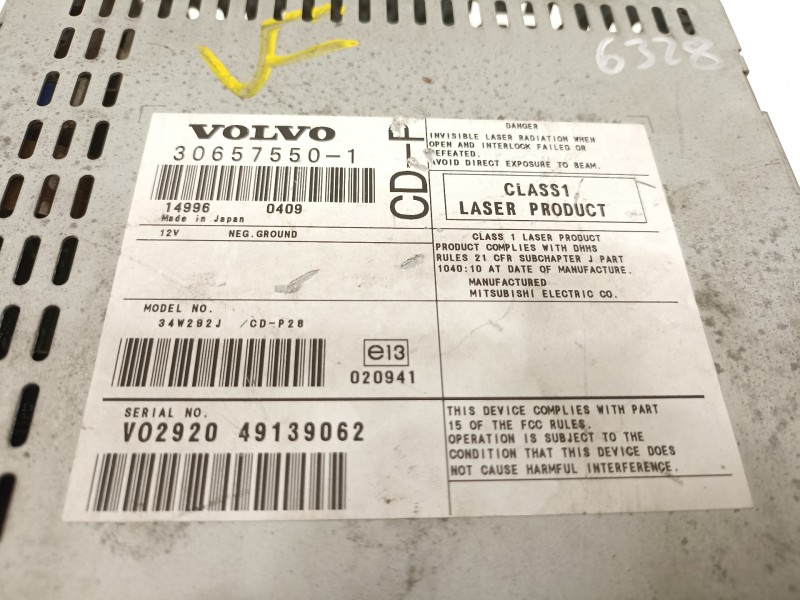 6328
VOLVO
30657550-1
14996 0409
Made in Japan
CD-P
12V NEG.GROUND
MODEL NO.
34W292J /CD-P28
e13
020941
SERIAL NO.
VO2920 49139062
DANGER
INVISIBLE LASER RADIATION WHEN
OPEN AND INTERLOCK FAILED OR
DEFEATED.
AVOID DIRECT EXPOSURE TO BEAM.
CLASS1
LASER PRODUCT
CLASS 1 LASER PRODUCT
PRODUCT COMPLIES WITH DHHS
RULES 21 CFR SUBCHAPTER J PART
1040:10 AT DATE OF MANUFACTURE.
MANUFACTURED
MITSUBISHI ELECTRIC CO.
THIS DEVICE COMPLIES WITH PART
15 OF THE FCC RULES.
OPERATION IS SUBJECT TO THE
CONDITION THAT THIS DEVICE DOES
NOT CAUSE HARMFUL INTERFERENCE.